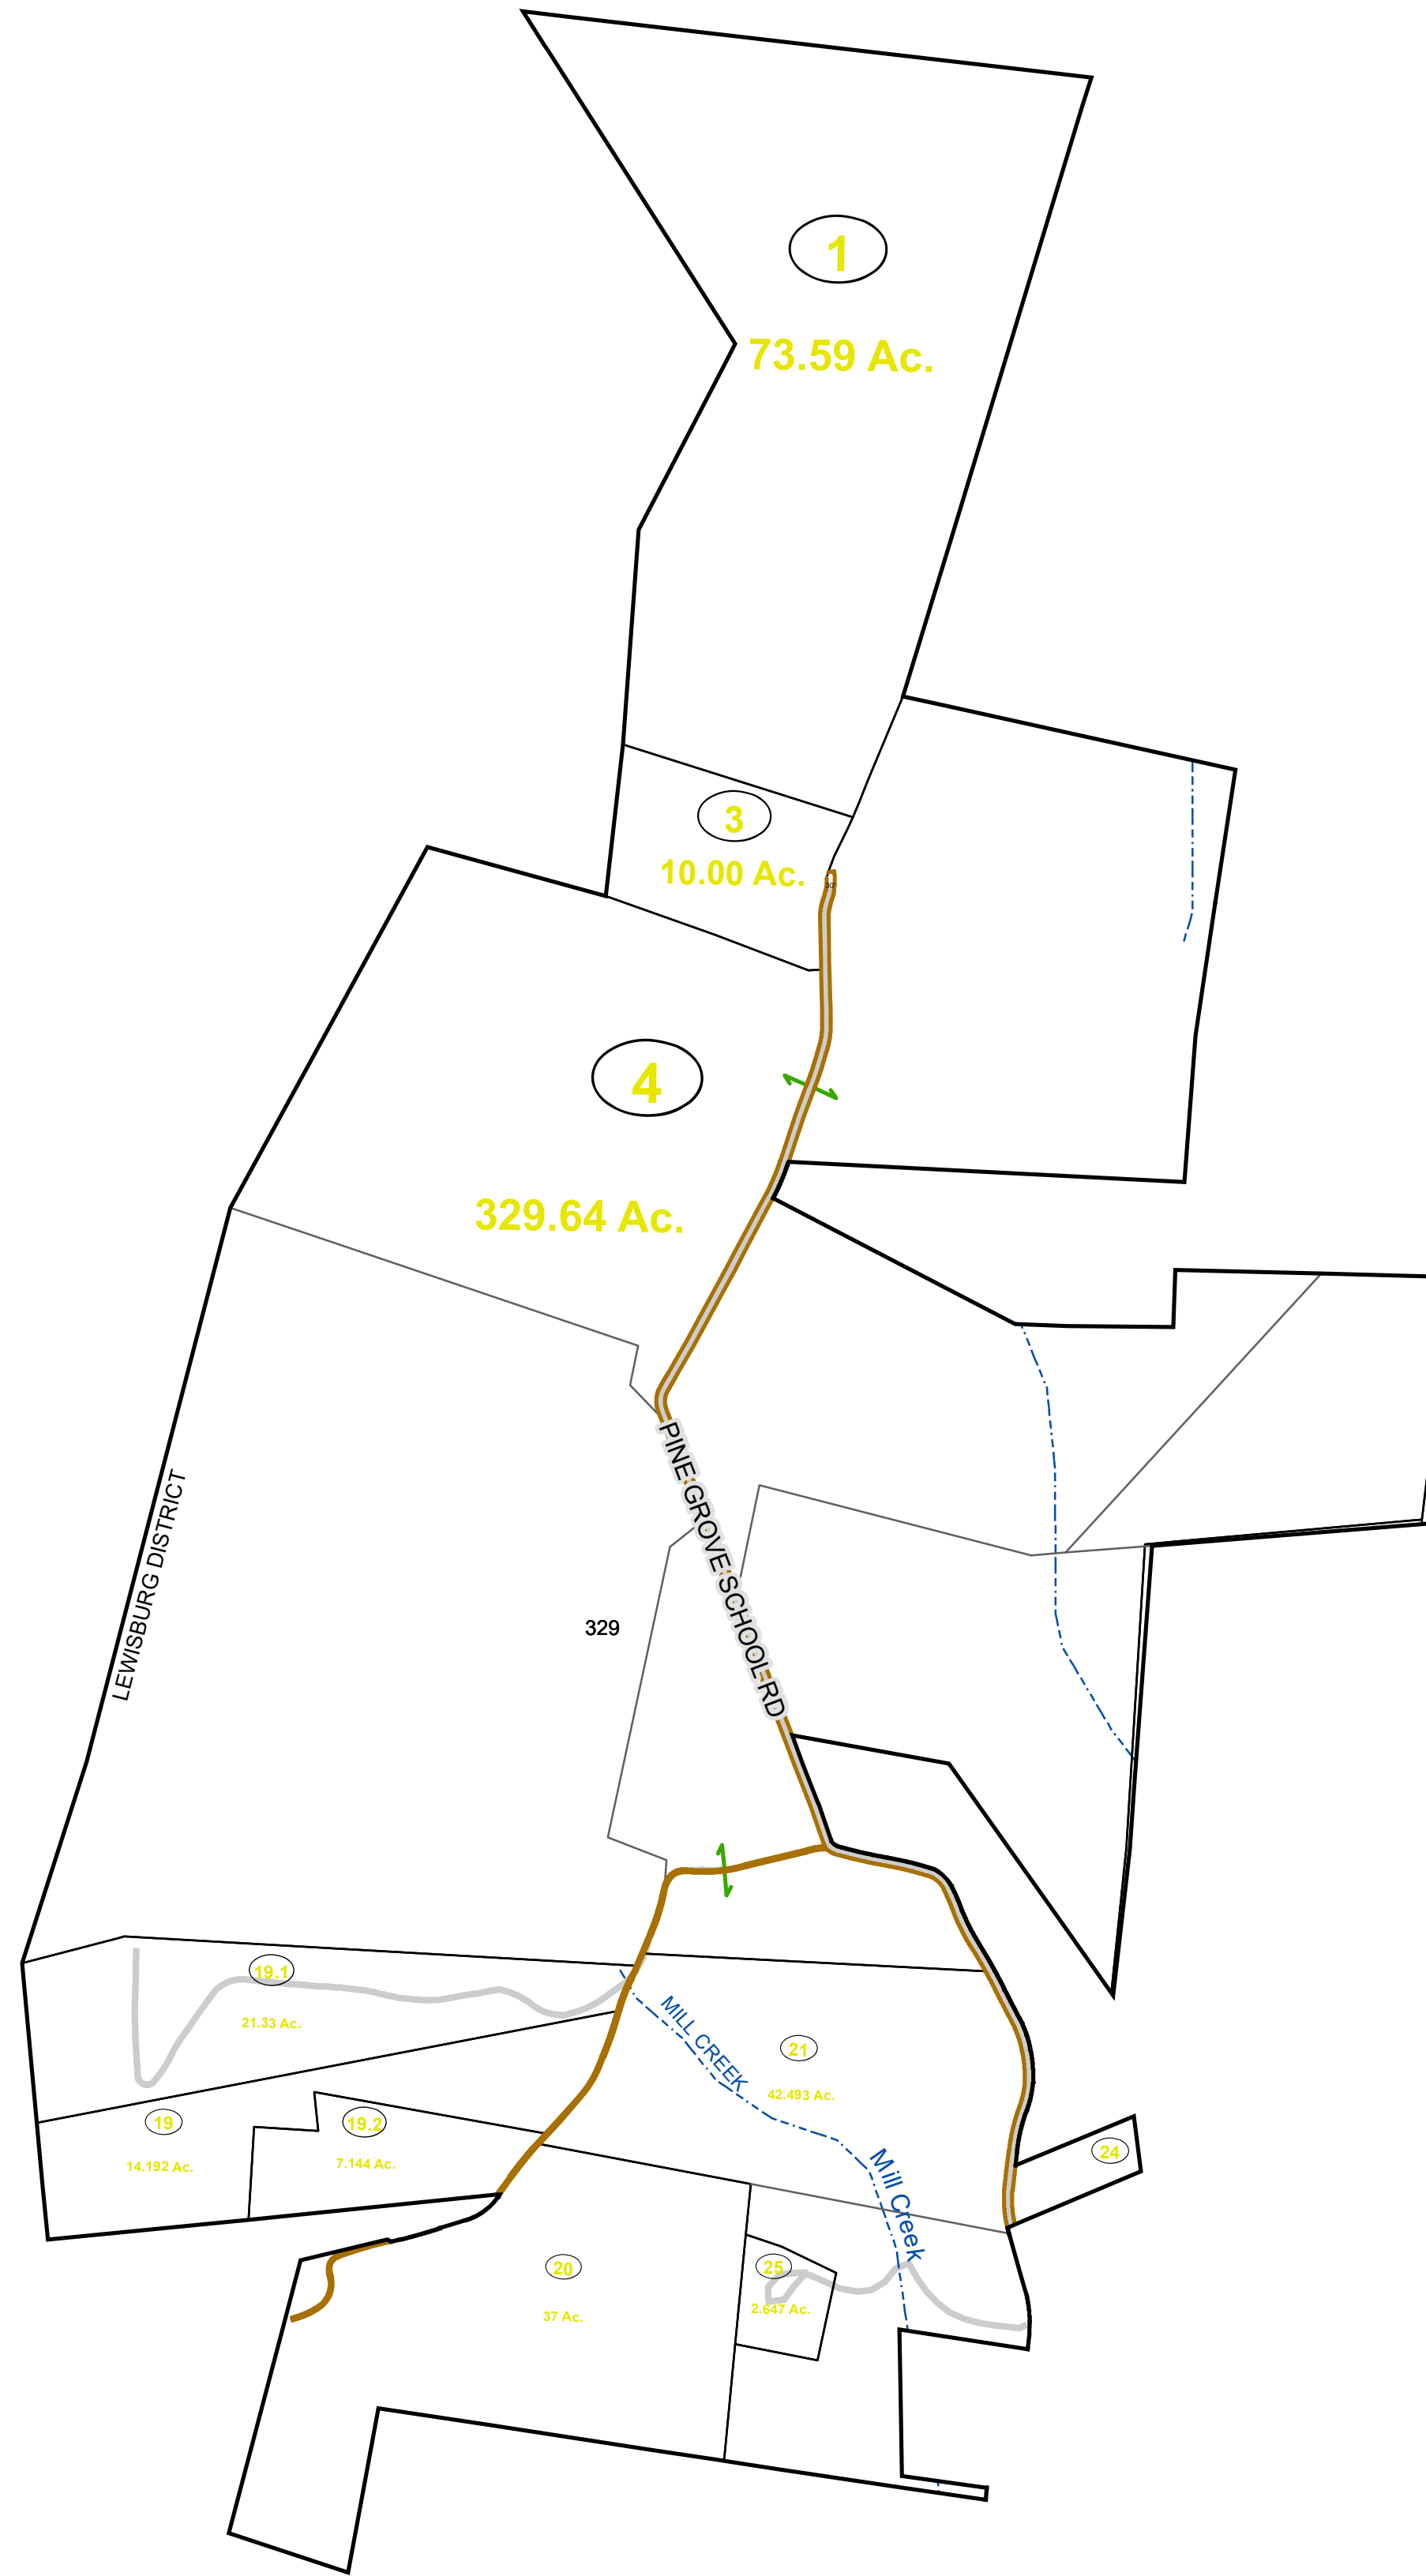 1
73.59 Ac.
3
10.00 Ac.
30'
4
329.64 Ac.
PINE GROVE SCHOOL RD
LEWISBURG DISTRICT
329
19.1
21.33 Ac.
MILL CREEK
21
42.493 Ac.
19
14.192 Ac.
19.2
7.144 Ac.
Mill Creek
24
20
37 Ac.
25
2.647 Ac.